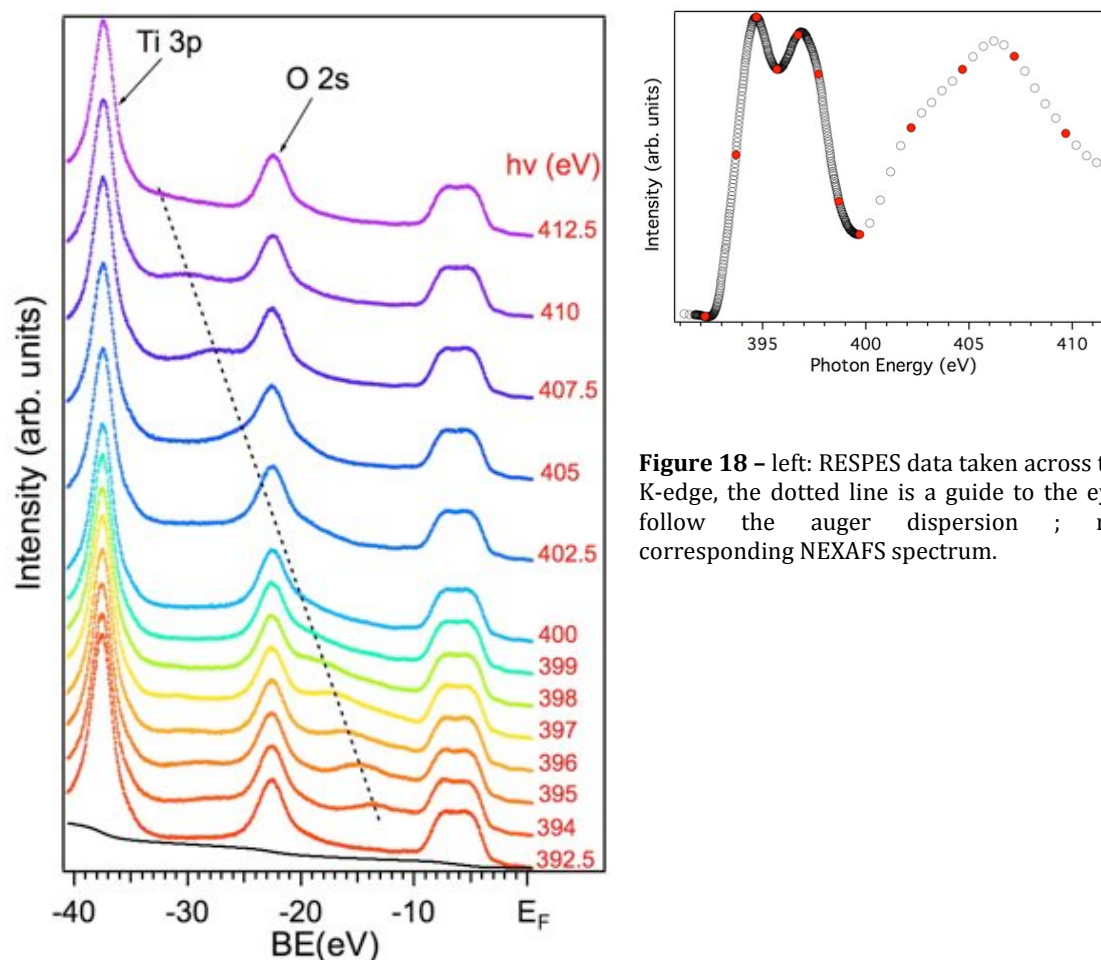 Ti 3p
O 2s
hν (eV)
412.5
410
407.5
405
402.5
400
399
398
397
396
395
394
392.5
Intensity (arb. units)
-40
-30
-20
-10
E_F
BE(eV)
Intensity (arb. units)
395
400
405
410
Photon Energy (eV)
Figure 18 – left: RESPES data taken across
K-edge, the dotted line is a guide to the
follow the auger dispersion ;
corresponding NEXAFS spectrum.